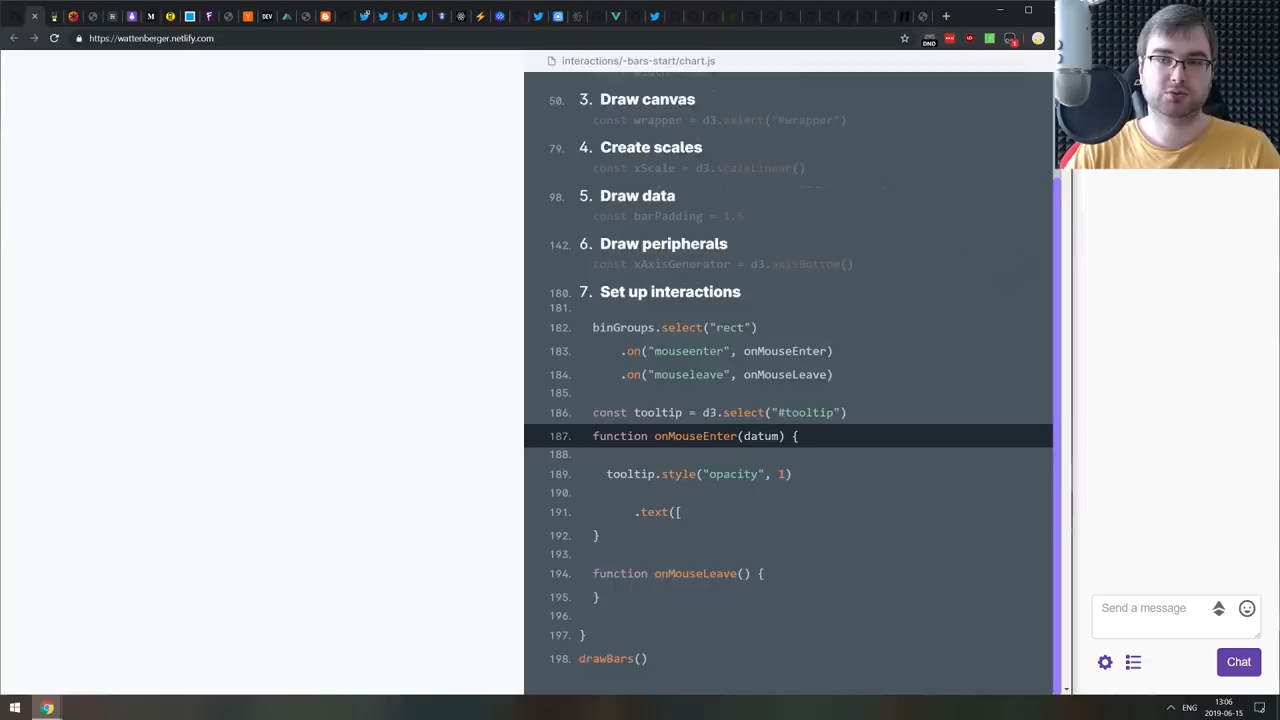 https://wattenberger.netlify.com
DND
1
interactions/-bars-start/chart.js
50. 3. Draw canvas
const wrapper = d3.select("#wrapper")
79. 4. Create scales
const xScale = d3.scaleLinear()
98. 5. Draw data
const barPadding = 1.5
142. 6. Draw peripherals
const xAxisGenerator = d3.axisBottom()
180. 7. Set up interactions
181.
182. binGroups.select("rect")
183. .on("mouseenter", onMouseEnter)
184. .on("mouseleave", onMouseLeave)
185.
186. const tooltip = d3.select("#tooltip")
187. function onMouseEnter(datum) {
188.
189. tooltip.style("opacity", 1)
190.
191. .text([
192. }
193.
194. function onMouseLeave() {
195. }
196.
197. }
198. drawBars()
Send a message
Chat
ENG
13:06
2019-06-15